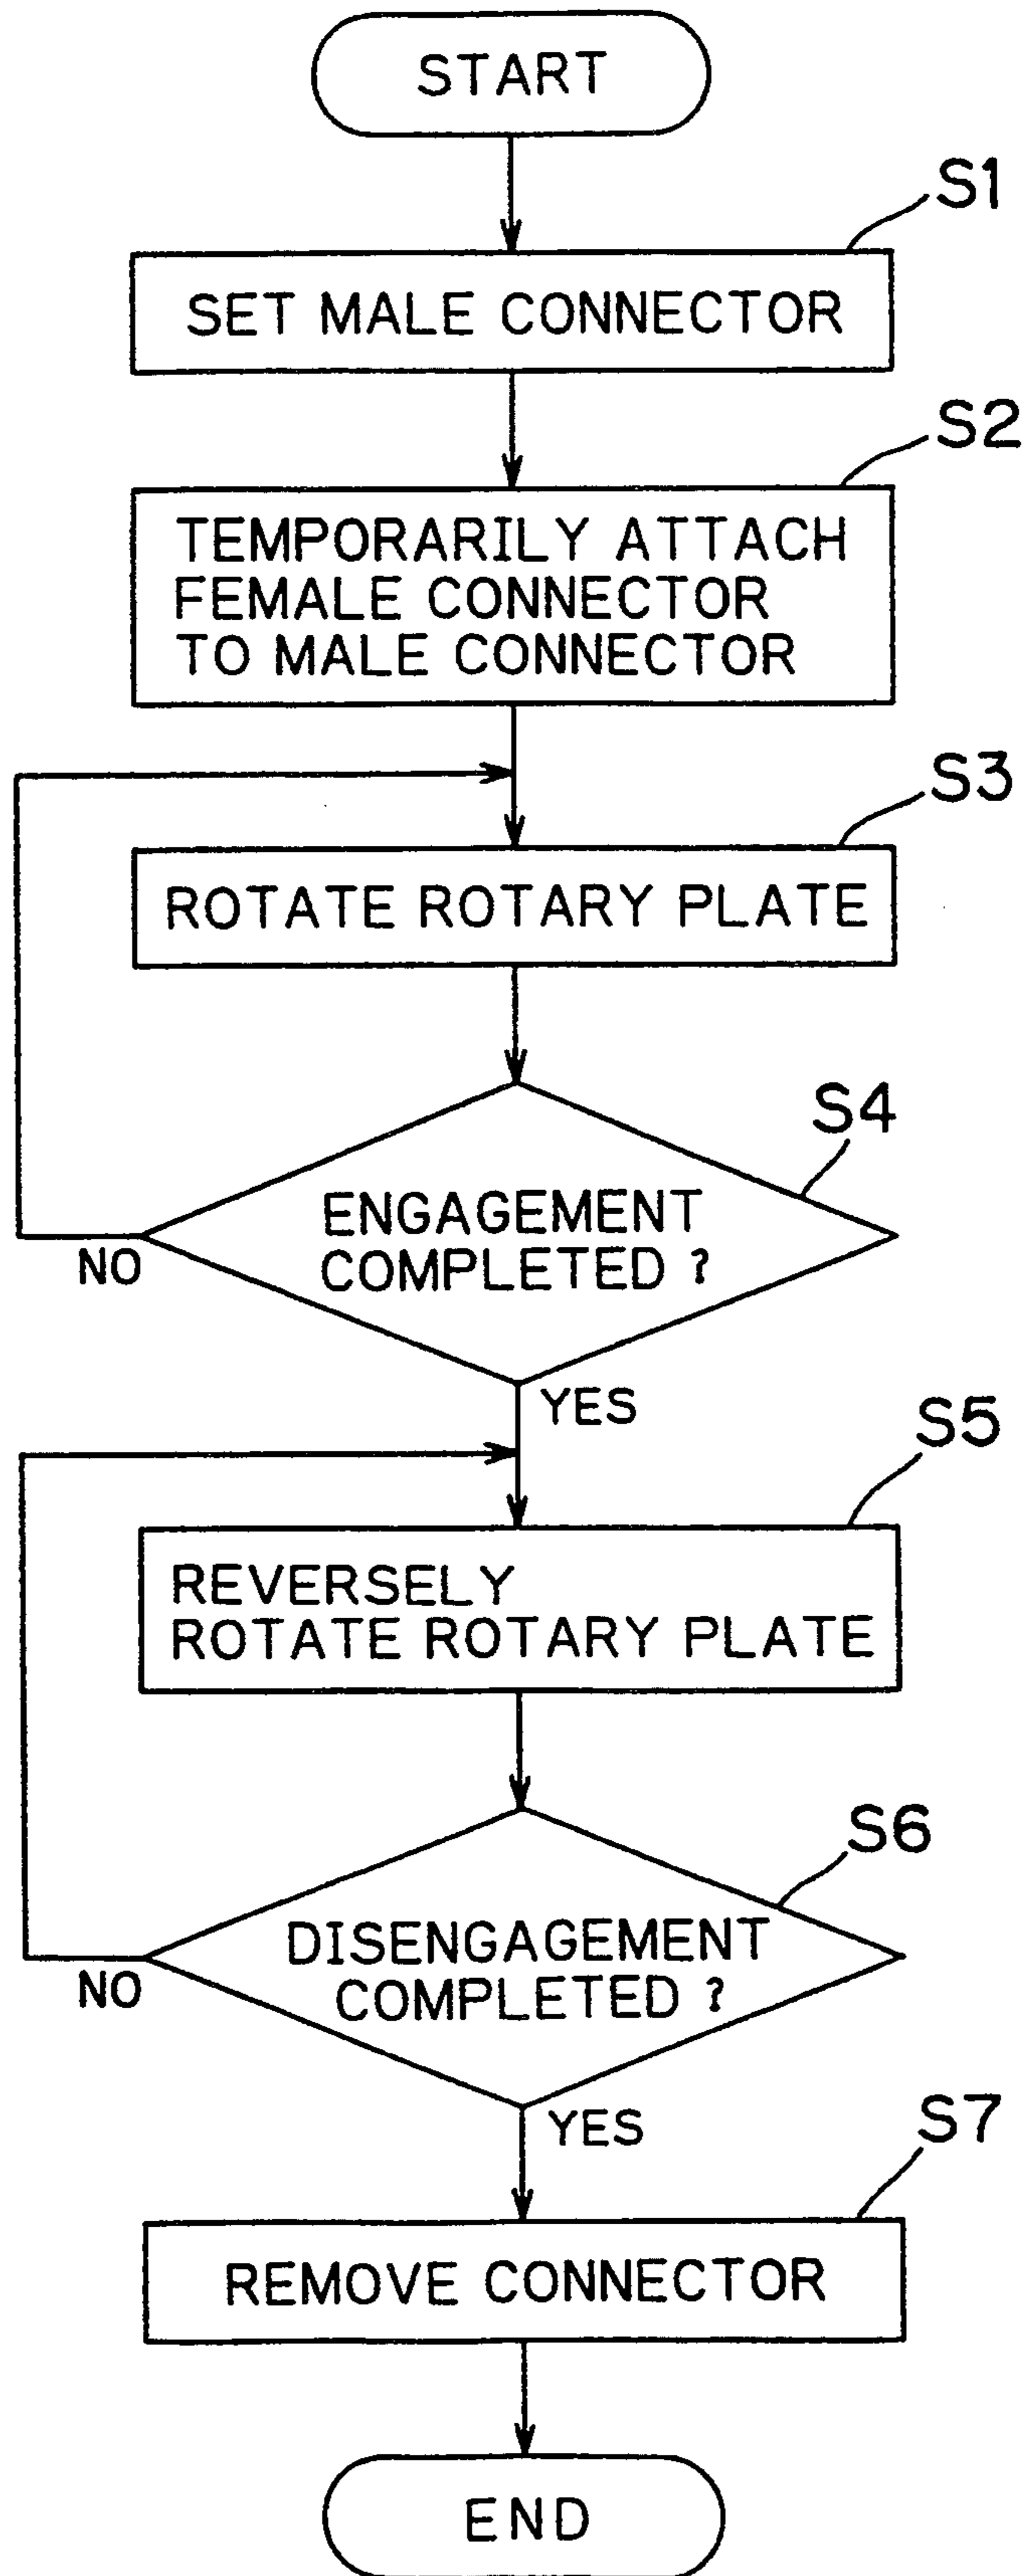 START
S1
SET MALE CONNECTOR
S2
TEMPORARILY ATTACH
FEMALE CONNECTOR
TO MALE CONNECTOR
S3
ROTATE ROTARY PLATE
S4
ENGAGEMENT
COMPLETED ?
NO
YES
S5
REVERSELY
ROTATE ROTARY PLATE
S6
DISENGAGEMENT
COMPLETED ?
NO
YES
S7
REMOVE CONNECTOR
END